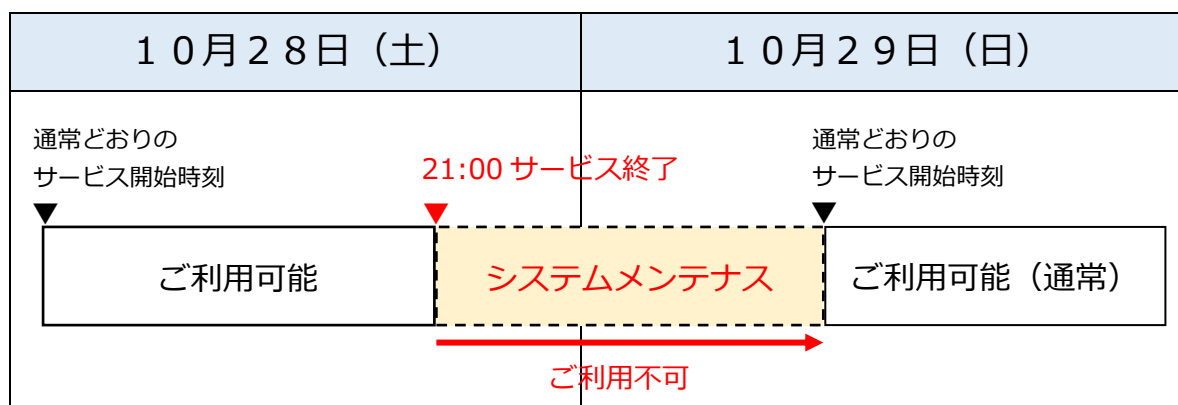 １０月２８日（土）
１０月２９日（日）
通常どおりの
サービス開始時刻
21:00 サービス終了
通常どおりの
サービス開始時刻
ご利用可能
システムメンテナス
ご利用可能（通常）
ご利用不可